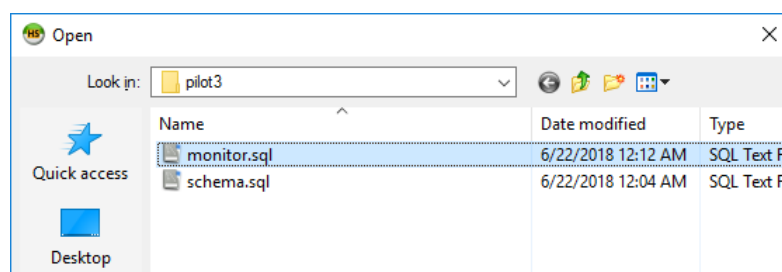 HS Open
Look in: pilot3
Name Date modified Type
monitor.sql 6/22/2018 12:12 AM SQL Text F
schema.sql 6/22/2018 12:04 AM SQL Text F
Quick access
Desktop